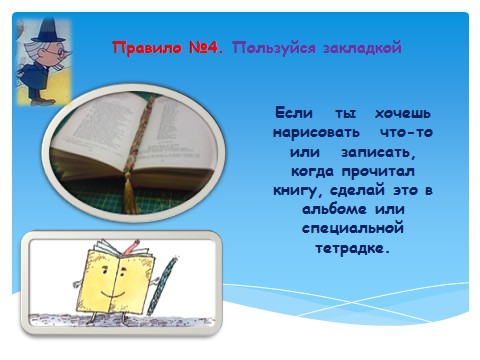 Правило №4. Пользуйся закладкой
Если ты хочешь
нарисовать что-то
или записать,
когда прочитал
книгу, сделай это в
альбоме или
специальной
тетрадке.